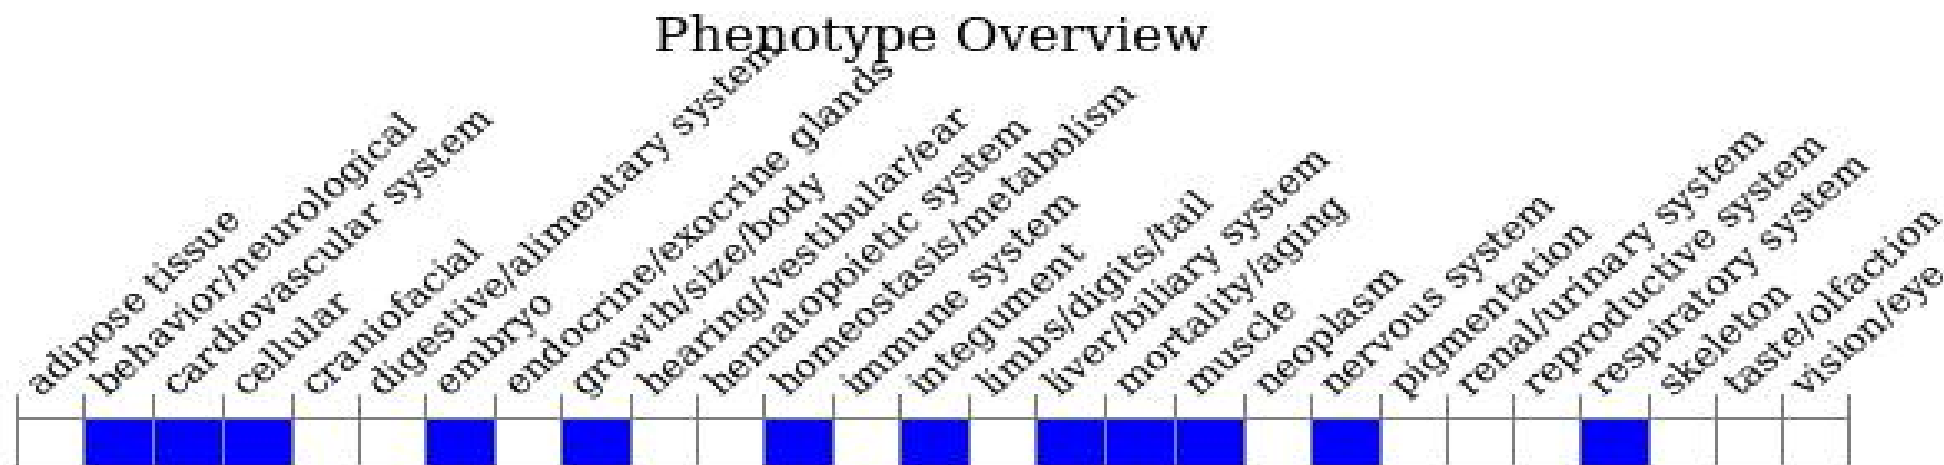 Phenotype Overview
adipose tissue
behavior/neurological
cardiovascular system
cellular
craniofacial
digestive/alimentary system
embryo
endocrine/exocrine glands
growth/size/body
hearing/vestibular/ear
hematopoietic system
homeostasis/metabolism
immune system
integument
limbs/digits/tail
liver/biliary system
mortality/aging
muscle
neoplasm
nervous system
pigmentation
renal/urinary system
reproductive system
respiratory system
skeleton
taste/olfaction
vision/eye